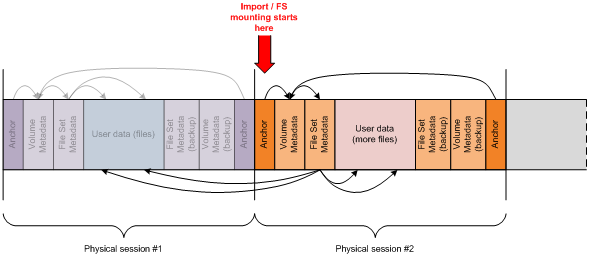 Import / FS
mounting starts
here
Anchor
Volume
Metadata
File Set
Metadata
User data (files)
File Set
Metadata
(backup)
Volume
Metadata
(backup)
Anchor
Anchor
Volume
Metadata
File Set
Metadata
User data
(more files)
File Set
Metadata
(backup)
Volume
Metadata
(backup)
Anchor
Physical session #1
Physical session #2